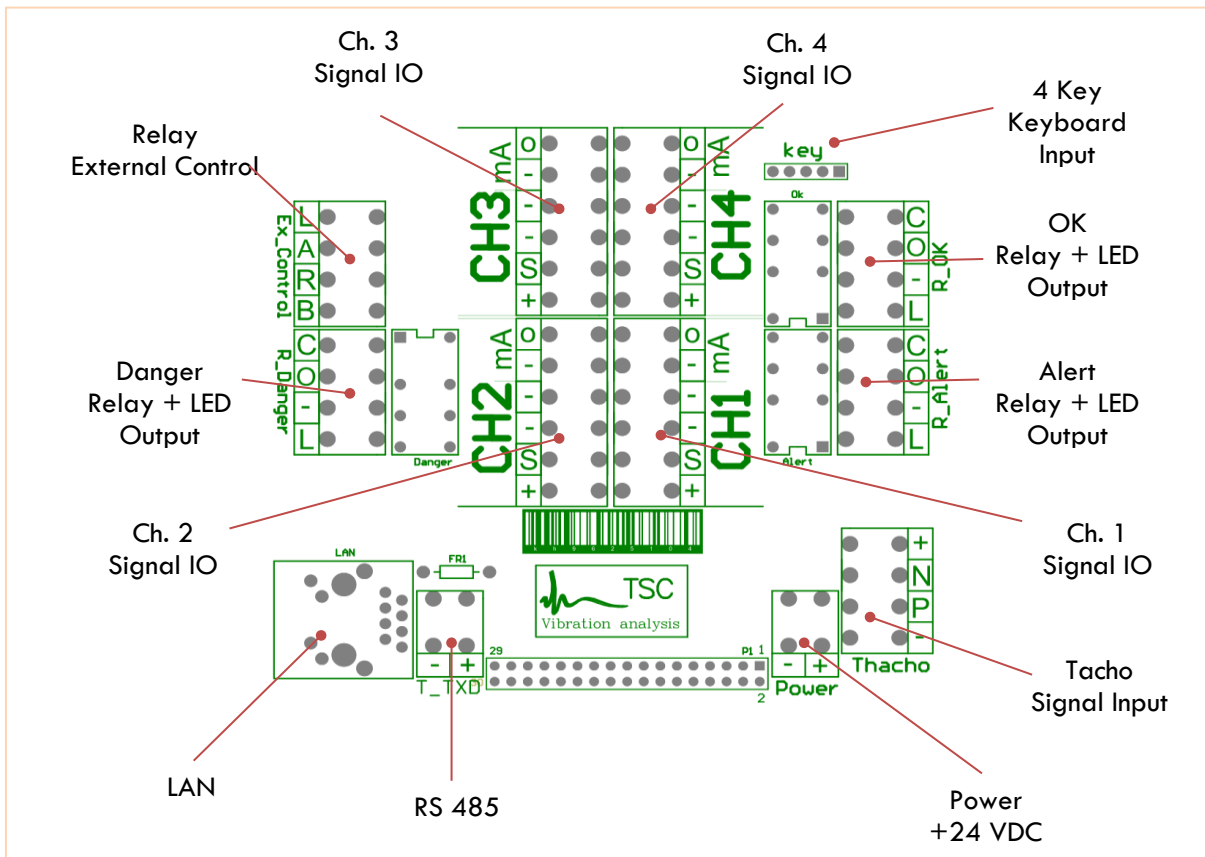 Ch. 3
Signal IO
Ch. 4
Signal IO
4 Key
Keyboard
Input
Relay
External Control
key
Ok
L
A
R
B
Ex_Control
O
-
-
-
S
+
mA
CH3
O
-
-
-
S
+
mA
CH4
C
O
-
L
R_OK
OK
Relay + LED
Output
Danger
Relay + LED
Output
C
O
-
L
R_Danger
Danger
O
-
-
-
S
+
mA
CH2
O
-
-
-
S
+
mA
CH1
Alert
C
O
-
L
R_Alert
Alert
Relay + LED
Output
Ch. 2
Signal IO
Ch. 1
Signal IO
LAN
FR1
TSC
Vibration analysis
+
N
P
-
Thacho
29
P1 1
2
- +
T_TXD
- +
Power
Tacho
Signal Input
LAN
RS 485
Power
+24 VDC